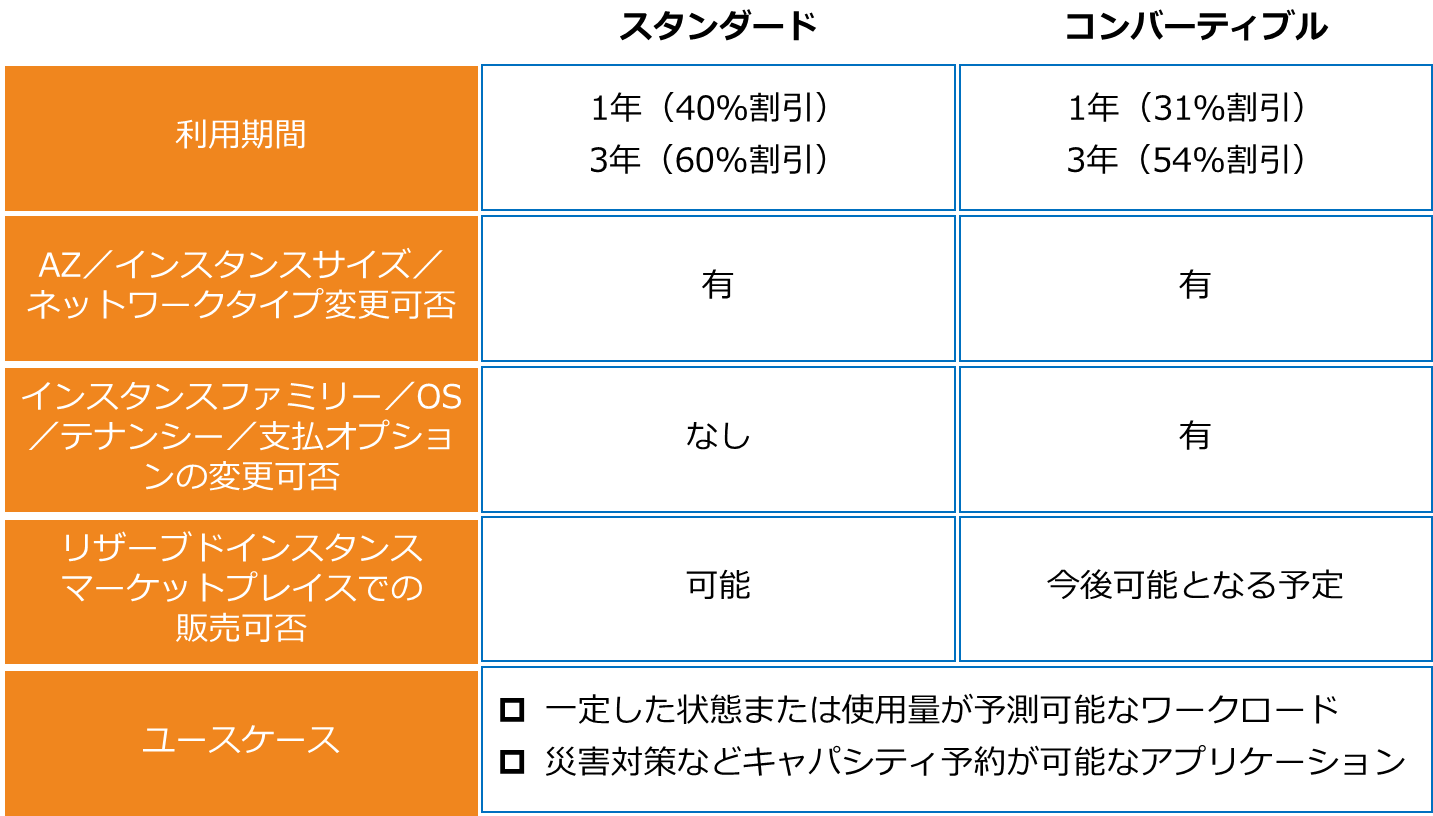 スタンダード
コンバーティブル
利用期間
1年（40%割引）
3年（60%割引）
1年（31%割引）
3年（54%割引）
AZ／インスタンスサイズ／
ネットワークタイプ変更可否
有
有
インスタンスファミリー／OS
／テナンシー／支払オプショ
ンの変更可否
なし
有
リザーブドインスタンス
マーケットプレイスでの
販売可否
可能
今後可能となる予定
ユースケース
一定した状態または使用量が予測可能なワークロード
災害対策などキャパシティ予約が可能なアプリケーション